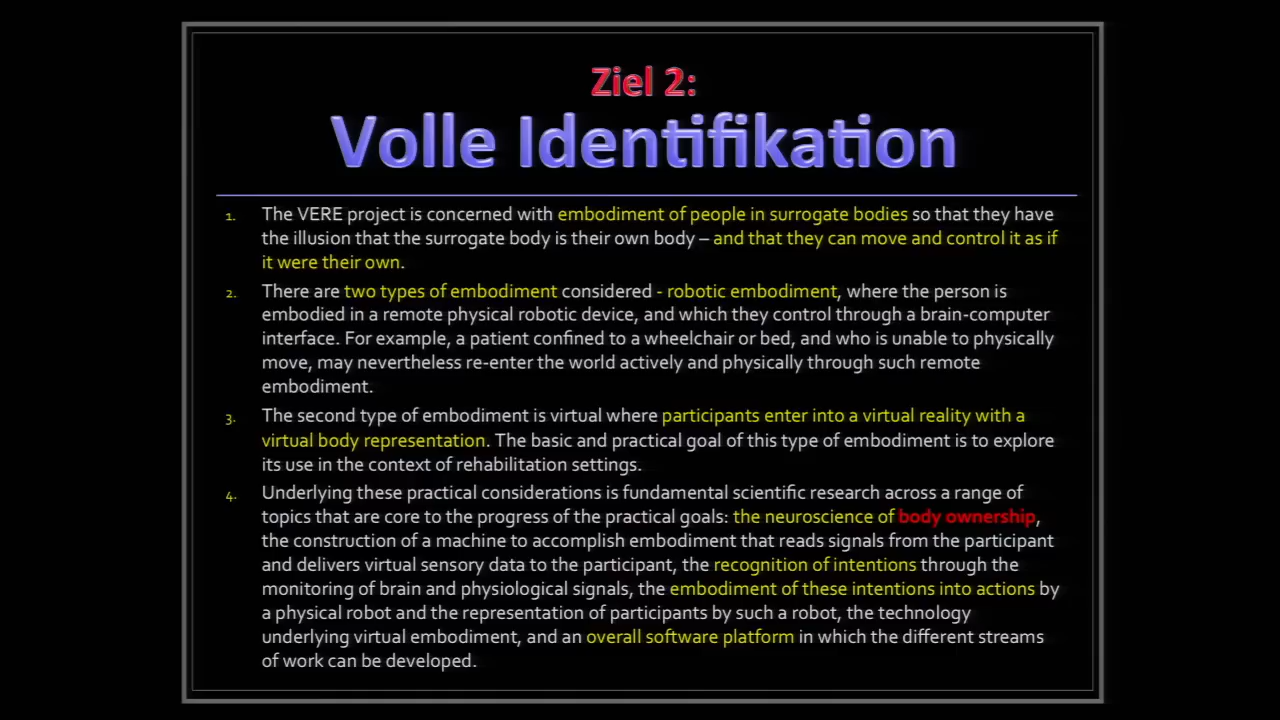 Ziel 2:
Volle Identifikation
1. The VERE project is concerned with embodiment of people in surrogate bodies so that they have
the illusion that the surrogate body is their own body – and that they can move and control it as if
it were their own.
2. There are two types of embodiment considered - robotic embodiment, where the person is
embodied in a remote physical robotic device, and which they control through a brain-computer
interface. For example, a patient confined to a wheelchair or bed, and who is unable to physically
move, may nevertheless re-enter the world actively and physically through such remote
embodiment.
3. The second type of embodiment is virtual where participants enter into a virtual reality with a
virtual body representation. The basic and practical goal of this type of embodiment is to explore
its use in the context of rehabilitation settings.
4. Underlying these practical considerations is fundamental scientific research across a range of
topics that are core to the progress of the practical goals: the neuroscience of body ownership,
the construction of a machine to accomplish embodiment that reads signals from the participant
and delivers virtual sensory data to the participant, the recognition of intentions through the
monitoring of brain and physiological signals, the embodiment of these intentions into actions by
a physical robot and the representation of participants by such a robot, the technology
underlying virtual embodiment, and an overall software platform in which the different streams
of work can be developed.